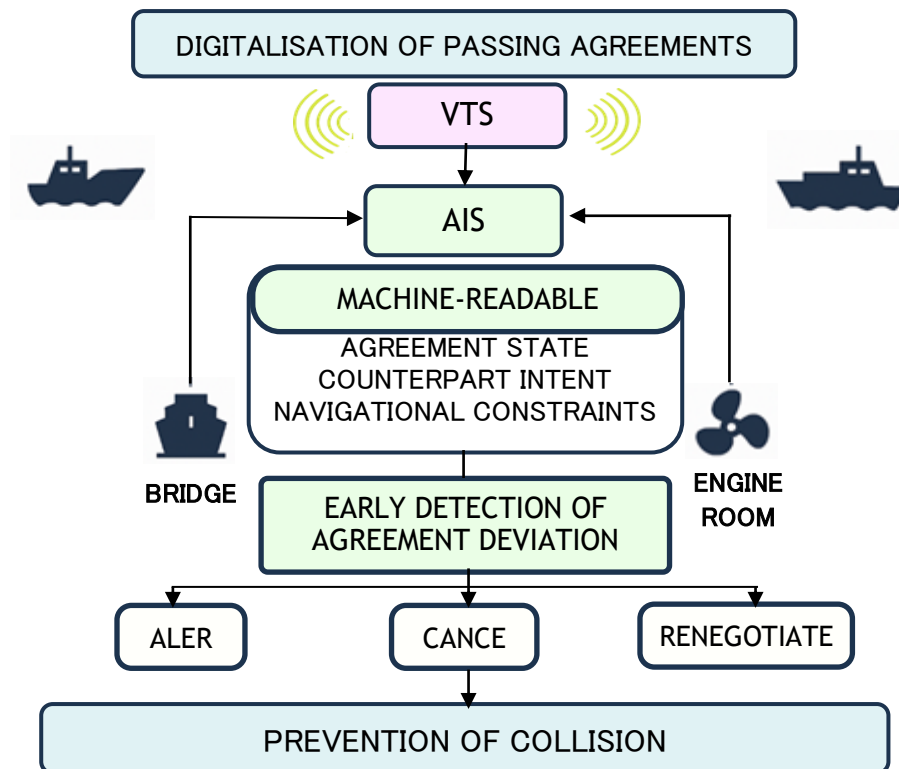 DIGITALISATION OF PASSING AGREEMENTS
VTS
AIS
MACHINE-READABLE
AGREEMENT STATE
COUNTERPART INTENT
NAVIGATIONAL CONSTRAINTS
BRIDGE
ENGINE
ROOM
EARLY DETECTION OF
AGREEMENT DEVIATION
ALER
CANCE
RENEGOTIATE
PREVENTION OF COLLISION